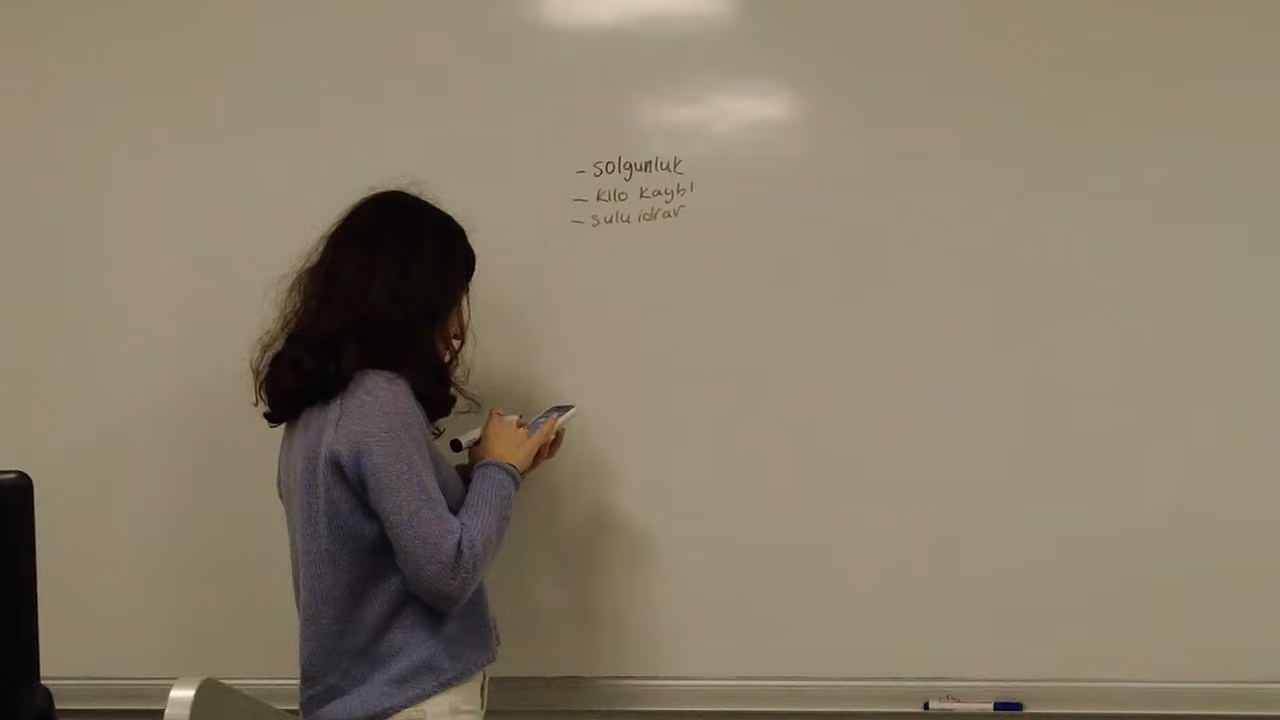 - solgunluk
- kilo kaybı
- sulu idrar